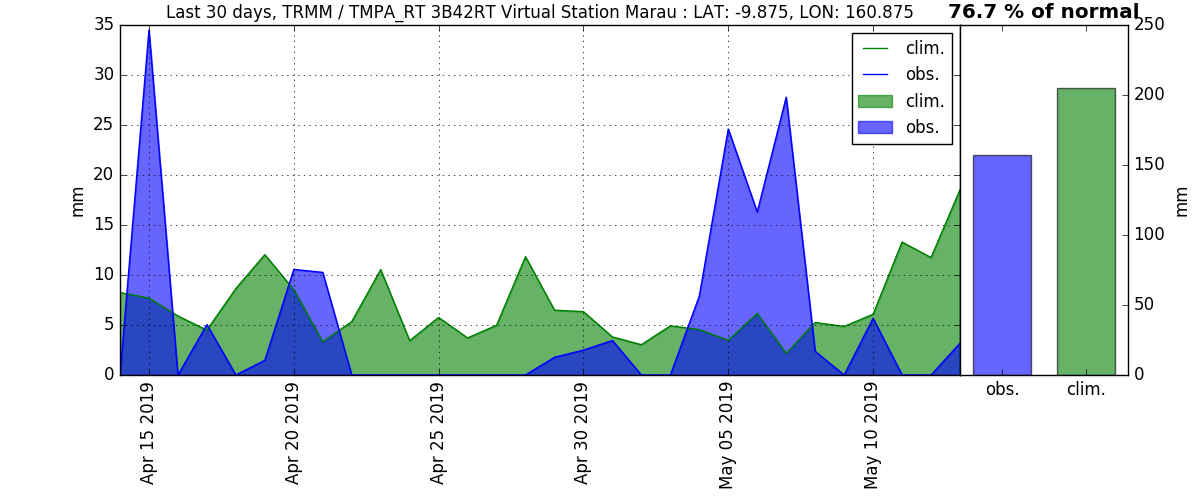 Last 30 days, TRMM / TMPA_RT 3B42RT Virtual Station Marau : LAT: -9.875, LON: 160.875
76.7 % of normal
35
30
25
20
15
10
5
0
mm
clim.
obs.
clim.
obs.
Apr 15 2019
Apr 20 2019
Apr 25 2019
Apr 30 2019
May 05 2019
May 10 2019
250
200
150
100
50
0
mm
obs.
clim.